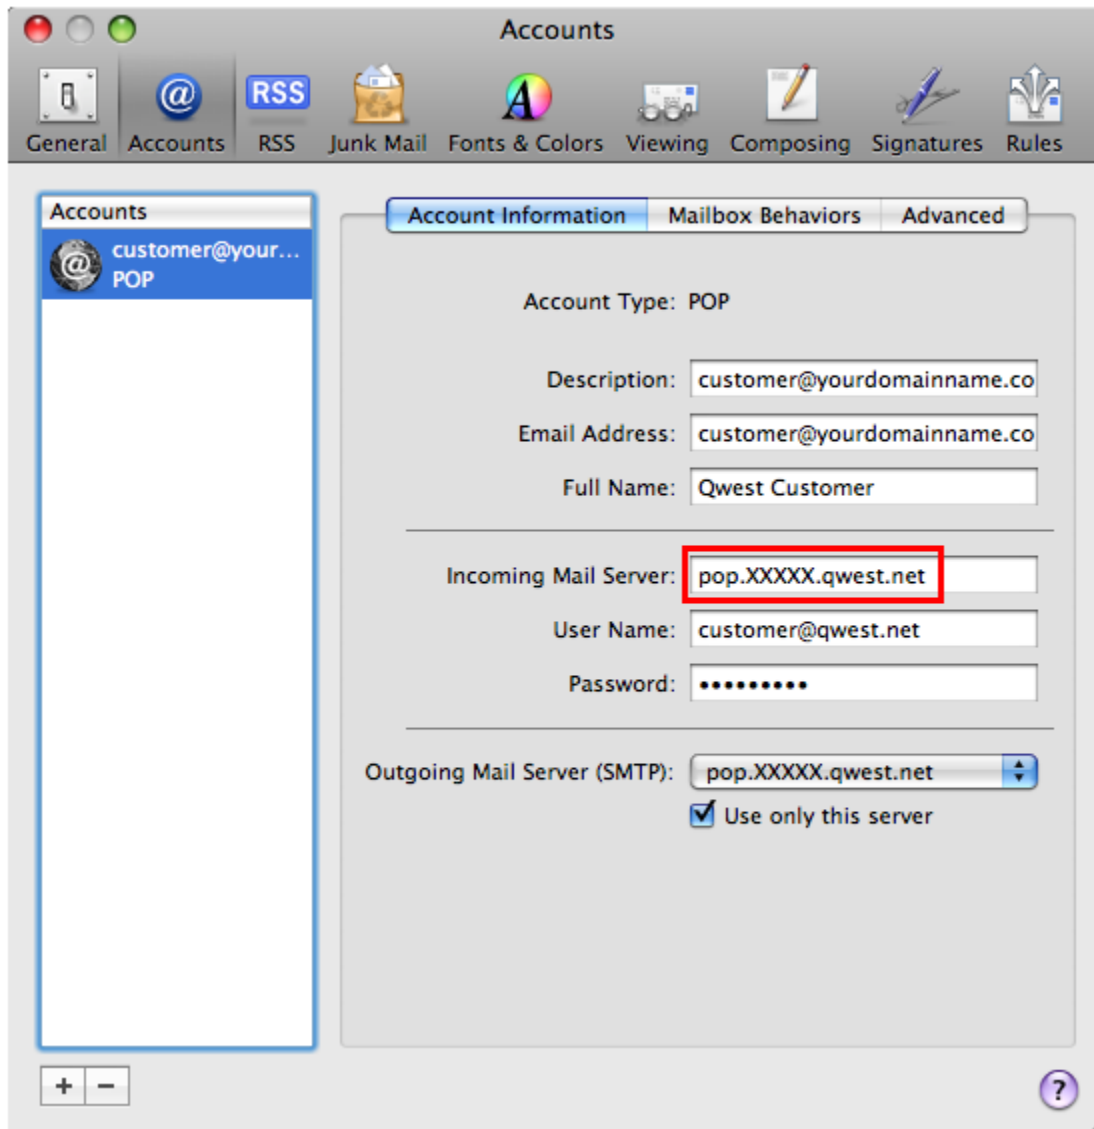 Accounts
RSS
General Accounts RSS Junk Mail Fonts & Colors Viewing Composing Signatures Rules
Accounts
customer@your...
POP
Account Information Mailbox Behaviors Advanced
Account Type: POP
Description: customer@yourdomainname.co
Email Address: customer@yourdomainname.co
Full Name: Qwest Customer
Incoming Mail Server: pop.XXXXX.qwest.net
User Name: customer@qwest.net
Password: •••••••••
Outgoing Mail Server (SMTP): pop.XXXXX.qwest.net
Use only this server
+ −
?